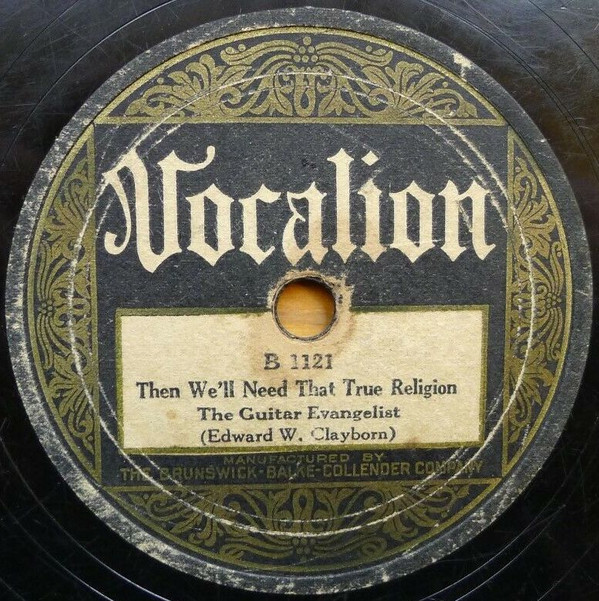 Vocalion
B 1121
Then We'll Need That True Religion
The Guitar Evangelist
(Edward W. Clayborn)
MANUFACTURED BY
THE BRUNSWICK-BALKE-COLLENDER COMPANY